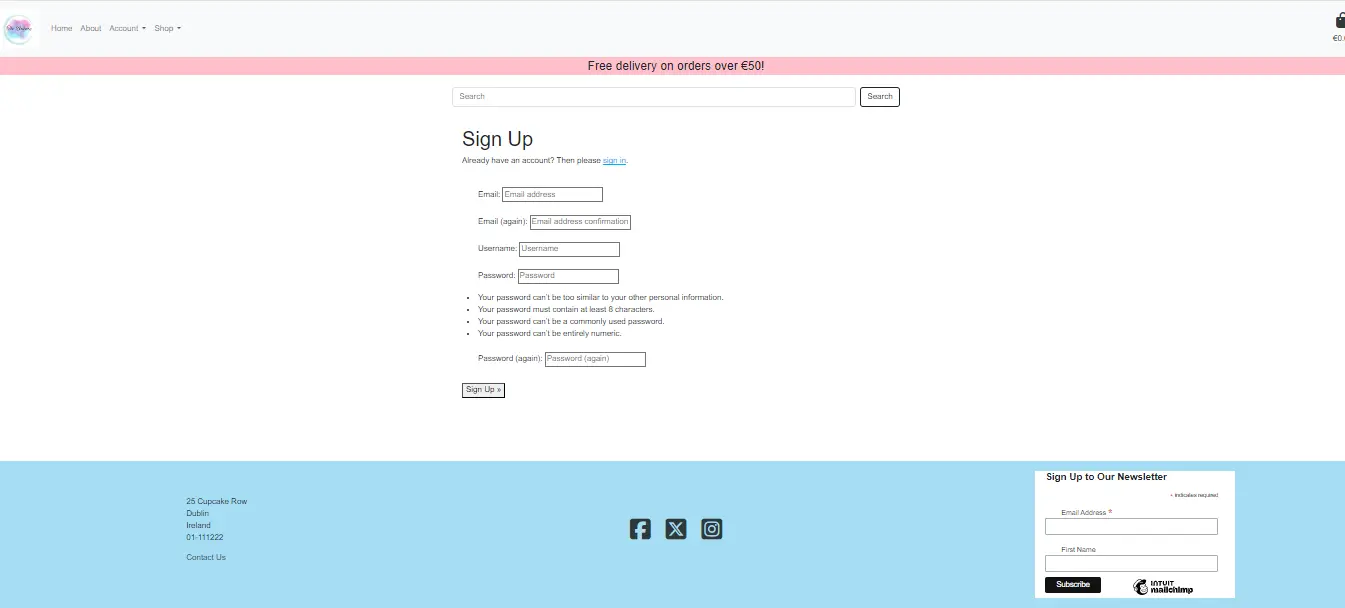 Home About Account Shop
€0.
Free delivery on orders over €50!
Search Search
Sign Up
Already have an account? Then please sign in.
Email: Email address
Email (again): Email address confirmation
Username: Username
Password: Password
Your password can't be too similar to your other personal information.
Your password must contain at least 8 characters.
Your password can't be a commonly used password.
Your password can't be entirely numeric.
Password (again): Password (again)
Sign Up »
25 Cupcake Row
Dublin
Ireland
01-111222
Contact Us
Sign Up to Our Newsletter
* indicates required
Email Address *
First Name
Subscribe
INTUIT
mailchimp